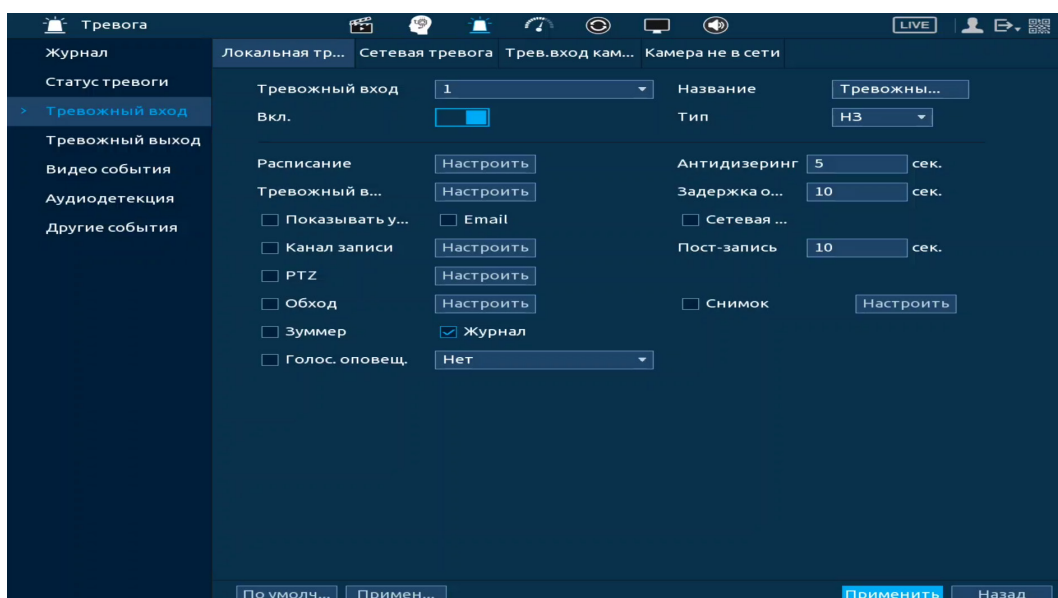 Тревога LIVE
Журнал
Статус тревоги
> Тревожный вход
Тревожный выход
Видео события
Аудиодетекция
Другие события
Локальная тр... Сетевая тревога Трев.вход кам... Камера не в сети
Тревожный вход 1 Название Тревожны...
Вкл. Тип НЗ
Расписание Настроить Антидизеринг 5 сек.
Тревожный в... Настроить Задержка о... 10 сек.
Показывать у... Email Сетевая ...
Канал записи Настроить Пост-запись 10 сек.
PTZ Настроить
Обход Настроить Снимок Настроить
Зуммер Журнал
Голос. оповещ. Нет
По умолч... Примен... Применить Назад